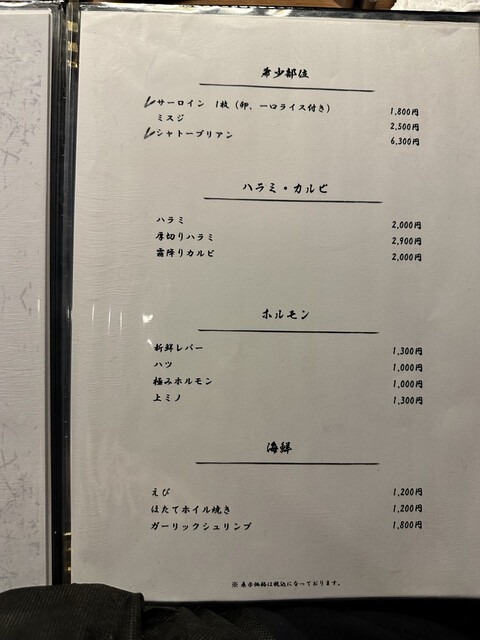 希少部位
サーロイン 1枚（卵、一口ライス付き） 1,800円
ミスジ 2,500円
シャトーブリアン 6,300円
ハラミ・カルビ
ハラミ 2,000円
厚切りハラミ 2,900円
霜降りカルビ 2,000円
ホルモン
新鮮レバー 1,300円
ハツ 1,000円
極みホルモン 1,000円
上ミノ 1,300円
海鮮
えび 1,200円
ほたてホイル焼き 1,200円
ガーリックシュリンプ 1,800円
※表示価格は税込になっております。